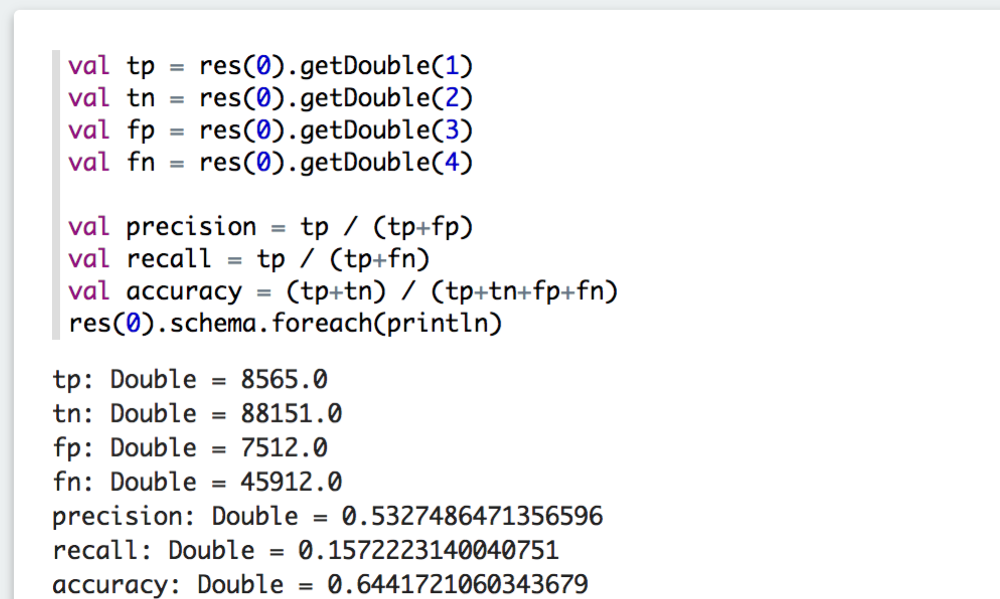 val tp = res(0).getDouble(1)
val tn = res(0).getDouble(2)
val fp = res(0).getDouble(3)
val fn = res(0).getDouble(4)
val precision = tp / (tp+fp)
val recall = tp / (tp+fn)
val accuracy = (tp+tn) / (tp+tn+fp+fn)
res(0).schema.foreach(println)
tp: Double = 8565.0
tn: Double = 88151.0
fp: Double = 7512.0
fn: Double = 45912.0
precision: Double = 0.5327486471356596
recall: Double = 0.1572223140040751
accuracy: Double = 0.6441721060343679